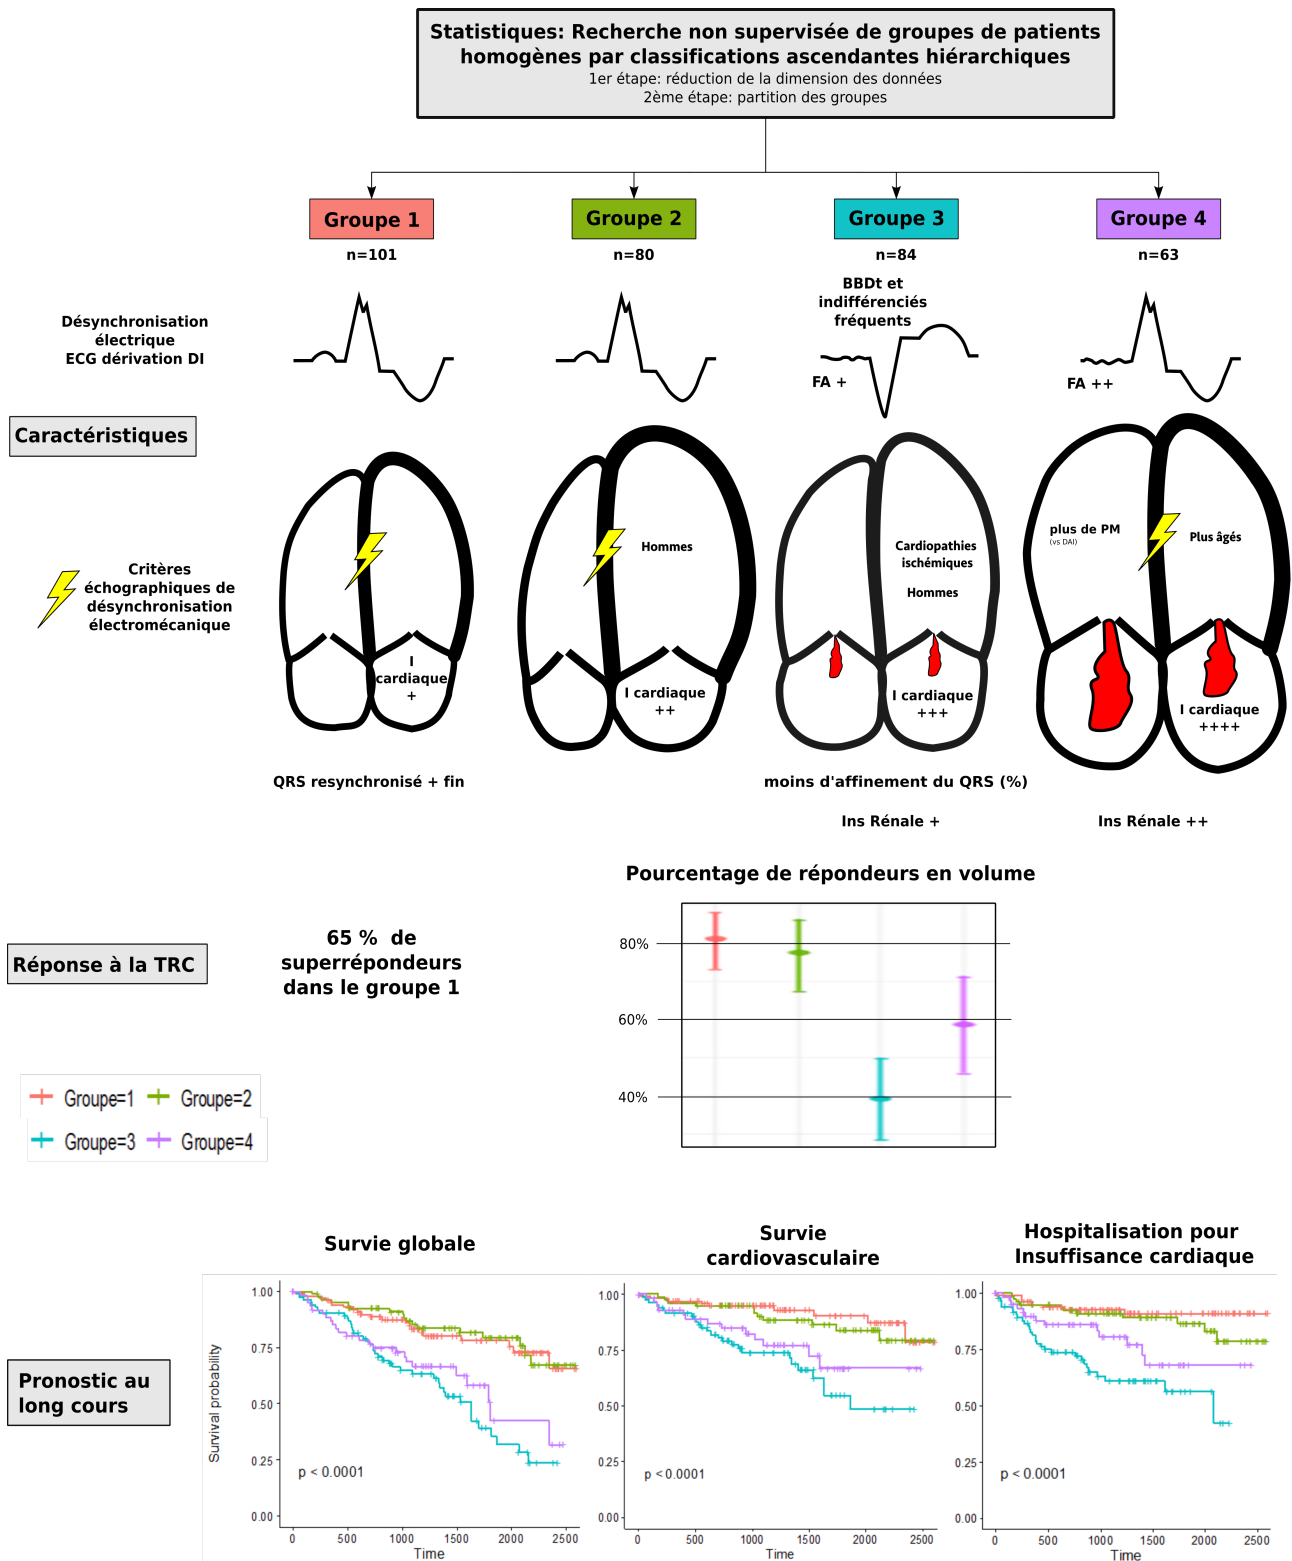 Statistiques: Recherche non supervisée de groupes de patients
homogènes par classifications ascendantes hiérarchiques
1er étape: réduction de la dimension des données
2ème étape: partition des groupes
Groupe 1
Groupe 2
Groupe 3
Groupe 4
n=101
n=80
n=84
n=63
BBDt et
indifférenciés
fréquents
Désynchronisation
électrique
ECG dérivation DI
FA +
FA ++
Caractéristiques
Critères
échographiques de
désynchronisation
électromécanique
I
cardiaque
+
Hommes
I cardiaque
++
Cardiopathies
ischémiques
Hommes
I cardiaque
+++
plus de PM
(vs DAI)
Plus âgés
I cardiaque
++++
QRS resynchronisé + fin
moins d'affinement du QRS (%)
Ins Rénale +
Ins Rénale ++
Pourcentage de répondeurs en volume
Réponse à la TRC
65 % de
superrépondeurs
dans le groupe 1
80%
60%
40%
Groupe=1
Groupe=2
Groupe=3
Groupe=4
Pronostic au
long cours
Survie globale
Survival probability
1.00
0.75
0.50
0.25
0.00
p < 0.0001
0
500
1000
1500
2000
2500
Time
Survie
cardiovasculaire
1.00
0.75
0.50
0.25
0.00
p < 0.0001
0
500
1000
1500
2000
2500
Time
Hospitalisation pour
Insuffisance cardiaque
1.00
0.75
0.50
0.25
0.00
p < 0.0001
0
500
1000
1500
2000
2500
Time